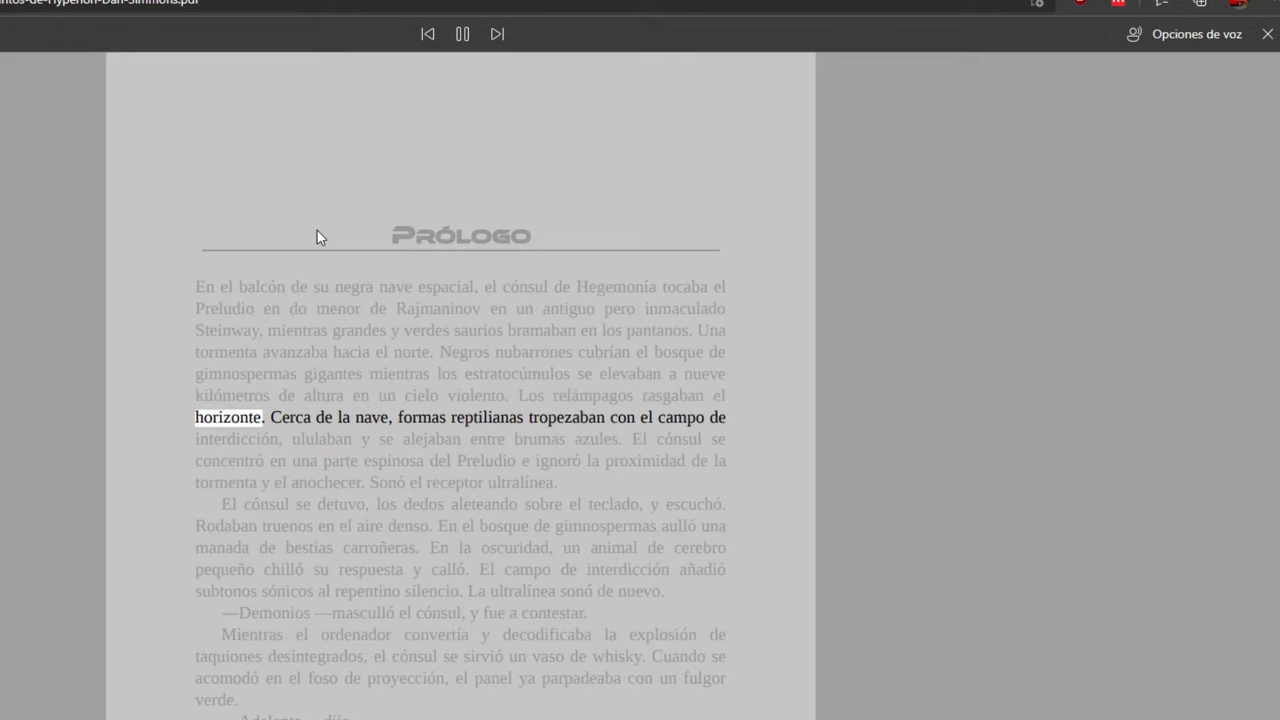 ntos-de-Hyperion-Dan-Simmons.pdf
Opciones de voz
Prólogo
En el balcón de su negra nave espacial, el cónsul de Hegemonía tocaba el
Preludio en do menor de Rajmaninov en un antiguo pero inmaculado
Steinway, mientras grandes y verdes saurios bramaban en los pantanos. Una
tormenta avanzaba hacia el norte. Negros nubarrones cubrían el bosque de
gimnospermas gigantes mientras los estratocúmulos se elevaban a nueve
kilómetros de altura en un cielo violento. Los relámpagos rasgaban el
horizonte. Cerca de la nave, formas reptilianas tropezaban con el campo de
interdicción, ululaban y se alejaban entre brumas azules. El cónsul se
concentró en una parte espinosa del Preludio e ignoró la proximidad de la
tormenta y el anochecer. Sonó el receptor ultralínea.
El cónsul se detuvo, los dedos aleteando sobre el teclado, y escuchó.
Rodaban truenos en el aire denso. En el bosque de gimnospermas aulló una
manada de bestias carroñeras. En la oscuridad, un animal de cerebro
pequeño chilló su respuesta y calló. El campo de interdicción añadió
subtonos sónicos al repentino silencio. La ultralínea sonó de nuevo.
—Demonios —masculló el cónsul, y fue a contestar.
Mientras el ordenador convertía y decodificaba la explosión de
taquiones desintegrados, el cónsul se sirvió un vaso de whisky. Cuando se
acomodó en el foso de proyección, el panel ya parpadeaba con un fulgor
verde.
—Adelante —dijo